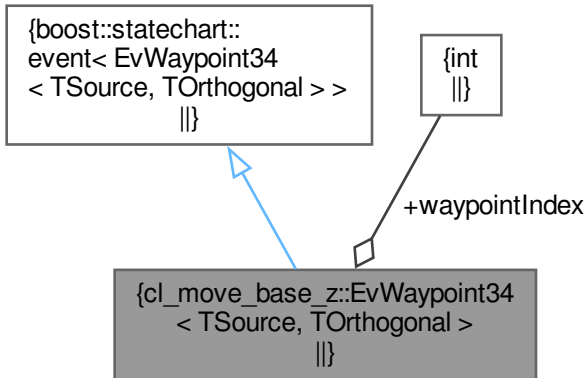 {boost::statechart::
event< EvWaypoint34
< TSource, TOrthogonal > >
||}
{int
||}
+waypointIndex
{cl_move_base_z::EvWaypoint34
< TSource, TOrthogonal >
||}